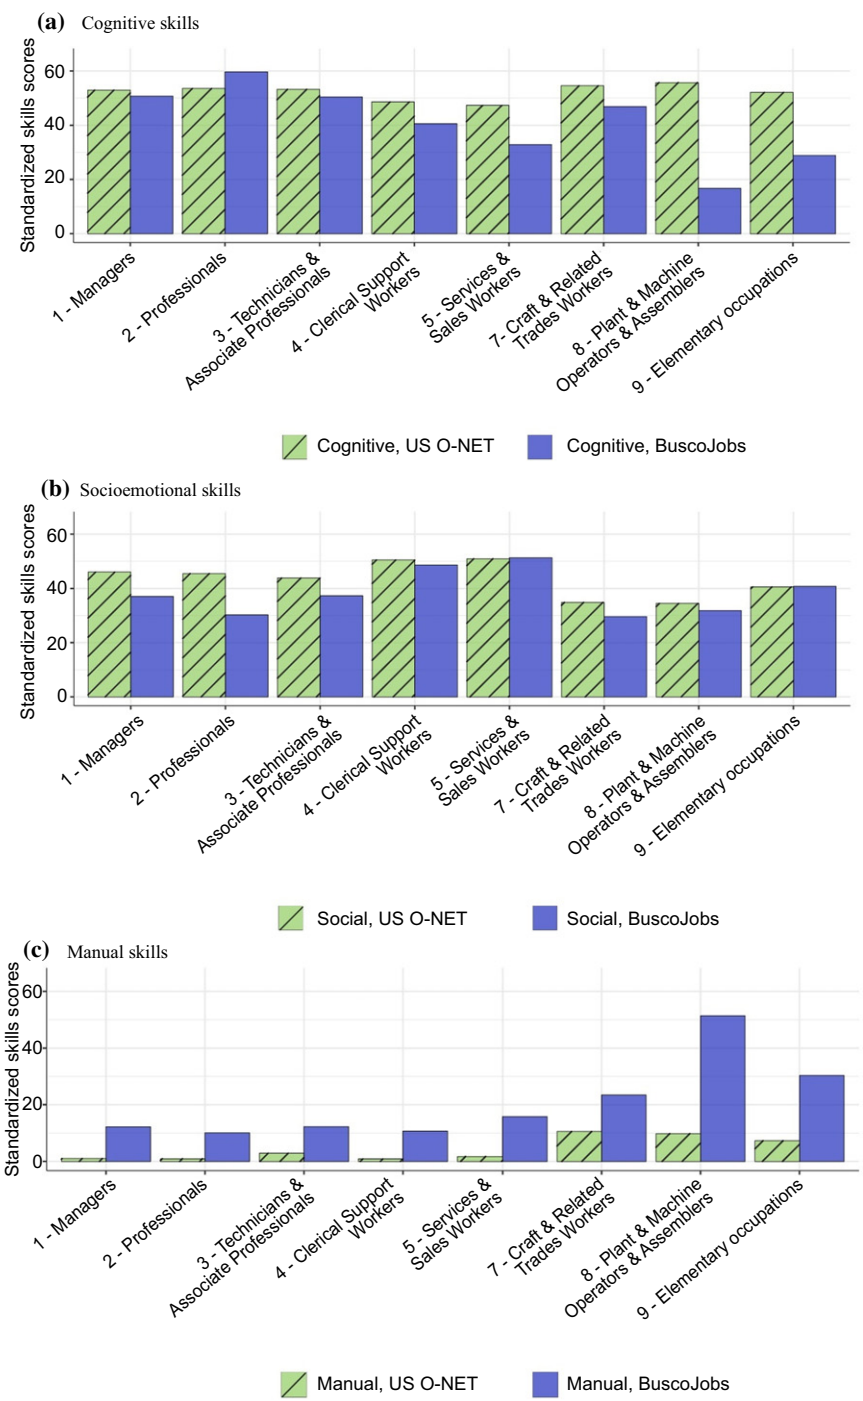 (a) Cognitive skills
Standardized skills scores
60
40
20
0
1 - Managers
2 - Professionals
3 - Technicians &
Associate Professionals
4 - Clerical Support
Workers
5 - Services &
Sales Workers
7- Craft & Related
Trades Workers
8 - Plant & Machine
Operators & Assemblers
9 - Elementary occupations
Cognitive, US O-NET
Cognitive, BuscoJobs
(b) Socioemotional skills
Standardized skills scores
60
40
20
0
1 - Managers
2 - Professionals
3 - Technicians &
Associate Professionals
4 - Clerical Support
Workers
5 - Services &
Sales Workers
7 - Craft & Related
Trades Workers
8 - Plant & Machine
Operators & Assemblers
9 - Elementary occupations
Social, US O-NET
Social, BuscoJobs
(c) Manual skills
Standardized skills scores
60
40
20
0
1 - Managers
2 - Professionals
3 - Technicians &
Associate Professionals
4 - Clerical Support
Workers
5 - Services &
Sales Workers
7 - Craft & Related
Trades Workers
8 - Plant & Machine
Operators & Assemblers
9 - Elementary occupations
Manual, US O-NET
Manual, BuscoJobs